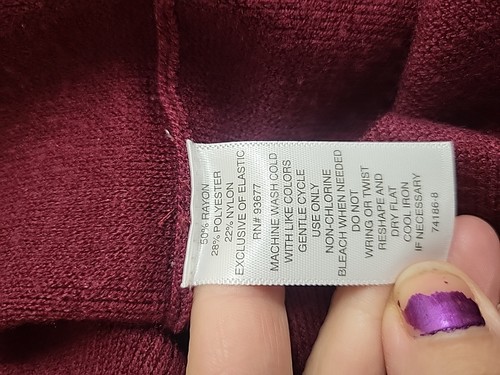 50% RAYON
28% POLYESTER
22% NYLON
EXCLUSIVE OF ELASTIC
RN# 93677
MACHINE WASH COLD
WITH LIKE COLORS
GENTLE CYCLE
USE ONLY
NON-CHLORINE
BLEACH WHEN NEEDED
DO NOT
WRING OR TWIST
RESHAPE AND
DRY FLAT
COOL IRON
IF NECESSARY
74186-8